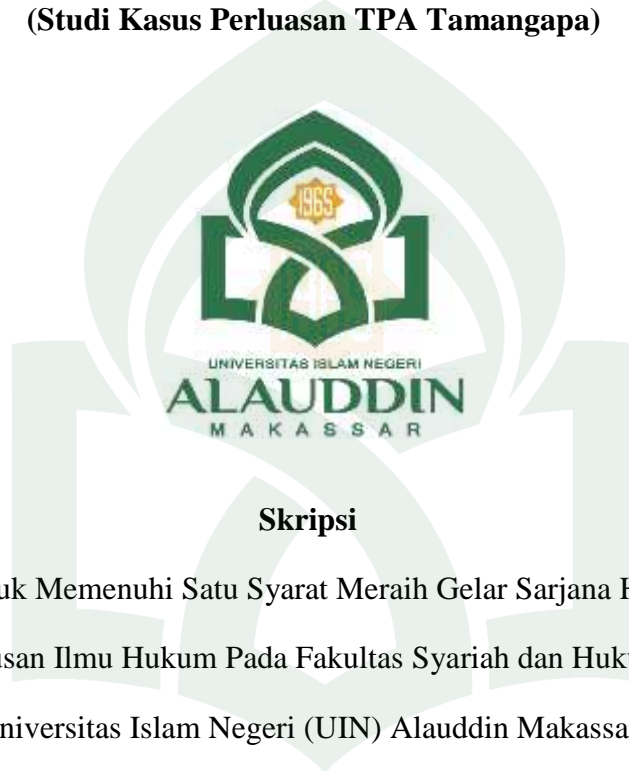 (Studi Kasus Perluasan TPA Tamangapa)
1965
UNIVERSITAS ISLAM NEGERI
ALAUDDIN
MAKASSAR
Skripsi
uk Memenuhi Satu Syarat Meraih Gelar Sarjana H
usan Ilmu Hukum Pada Fakultas Syariah dan Huku
niversitas Islam Negeri (UIN) Alauddin Makassa